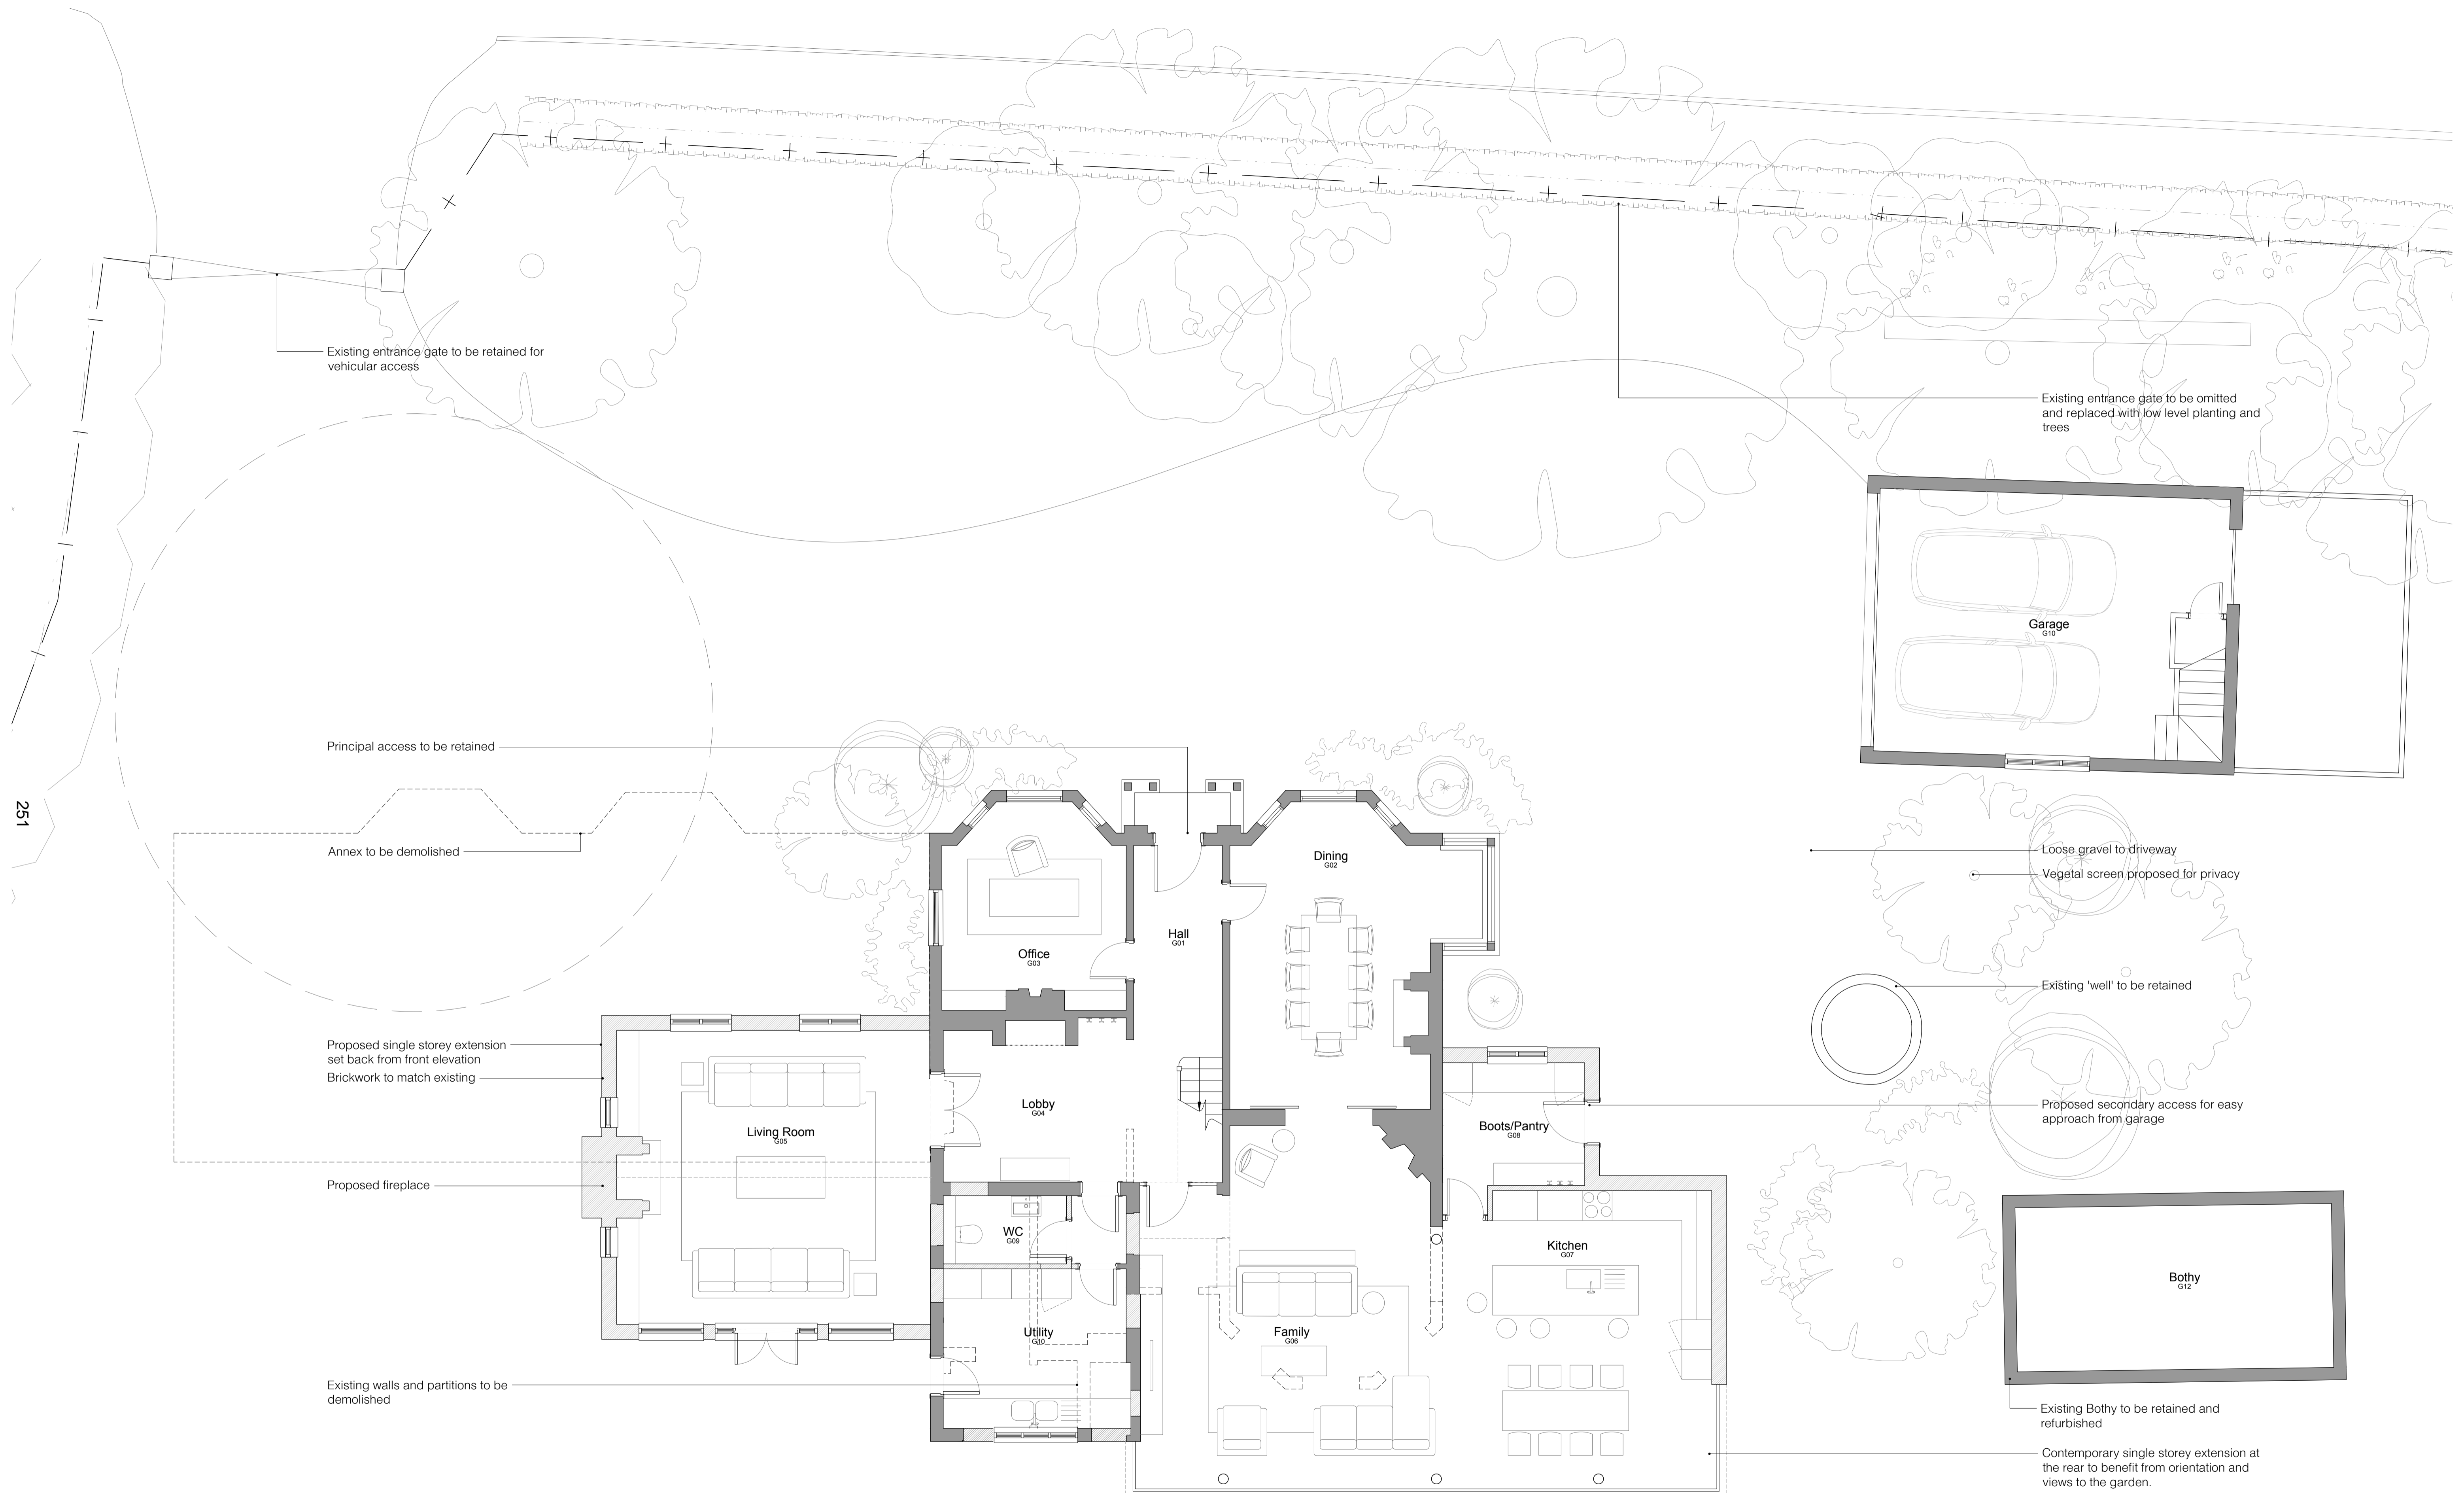 Existing entrance gate to be retained for
vehicular access
Existing entrance gate to be omitted
and replaced with low level planting and
trees
Garage
G10
Principal access to be retained
251
Annex to be demolished
Dining
G02
Loose gravel to driveway
Vegetal screen proposed for privacy
Hall
G01
Office
G03
Existing 'well' to be retained
Proposed single storey extension
set back from front elevation
Brickwork to match existing
Lobby
G04
Proposed secondary access for easy
approach from garage
Living Room
G05
Boots/Pantry
G08
Proposed fireplace
WC
G09
Kitchen
G07
Bothy
G12
Utility
G10
Family
G06
Existing walls and partitions to be
demolished
Existing Bothy to be retained and
refurbished
Contemporary single storey extension at
the rear to benefit from orientation and
views to the garden.